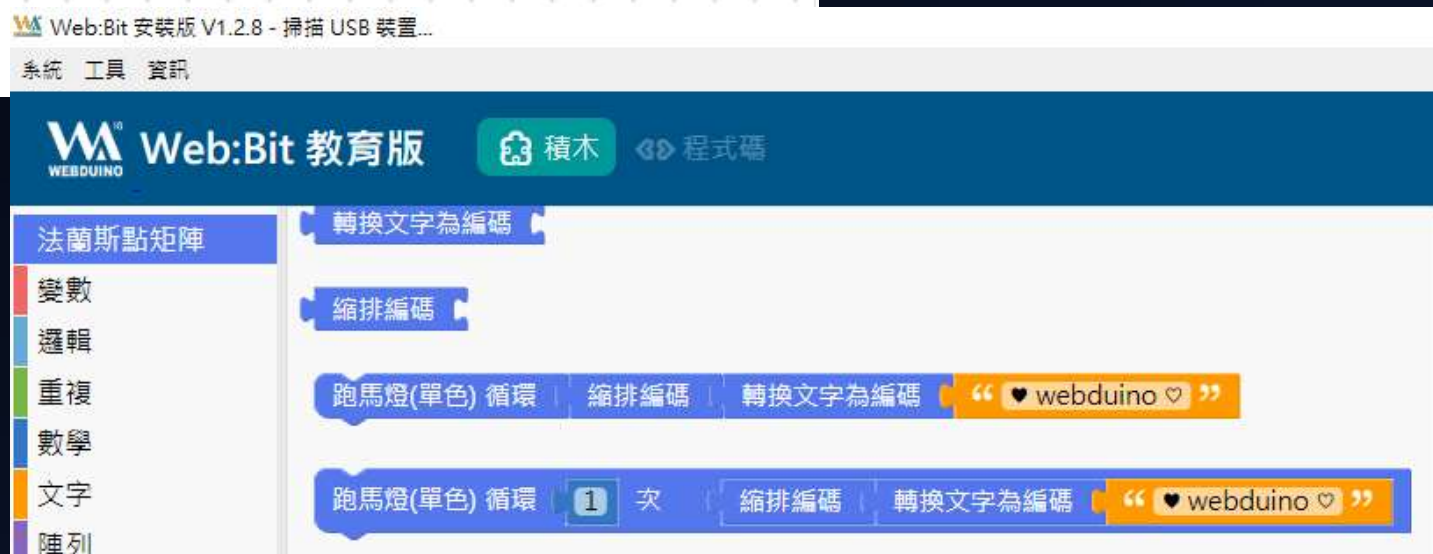 Web:Bit 安裝版 V1.2.8 - 掃描 USB 裝置...
系統 工具 資訊
WEBDUINO Web:Bit 教育版 積木 程式碼
法蘭斯點矩陣
轉換文字為編碼
變數
縮排編碼
邏輯
重複
跑馬燈(單色) 循環 縮排編碼 轉換文字為編碼 “ ♥ webduino ♡ ”
數學
文字
跑馬燈(單色) 循環 1 次 縮排編碼 轉換文字為編碼 “ ♥ webduino ♡ ”
陣列